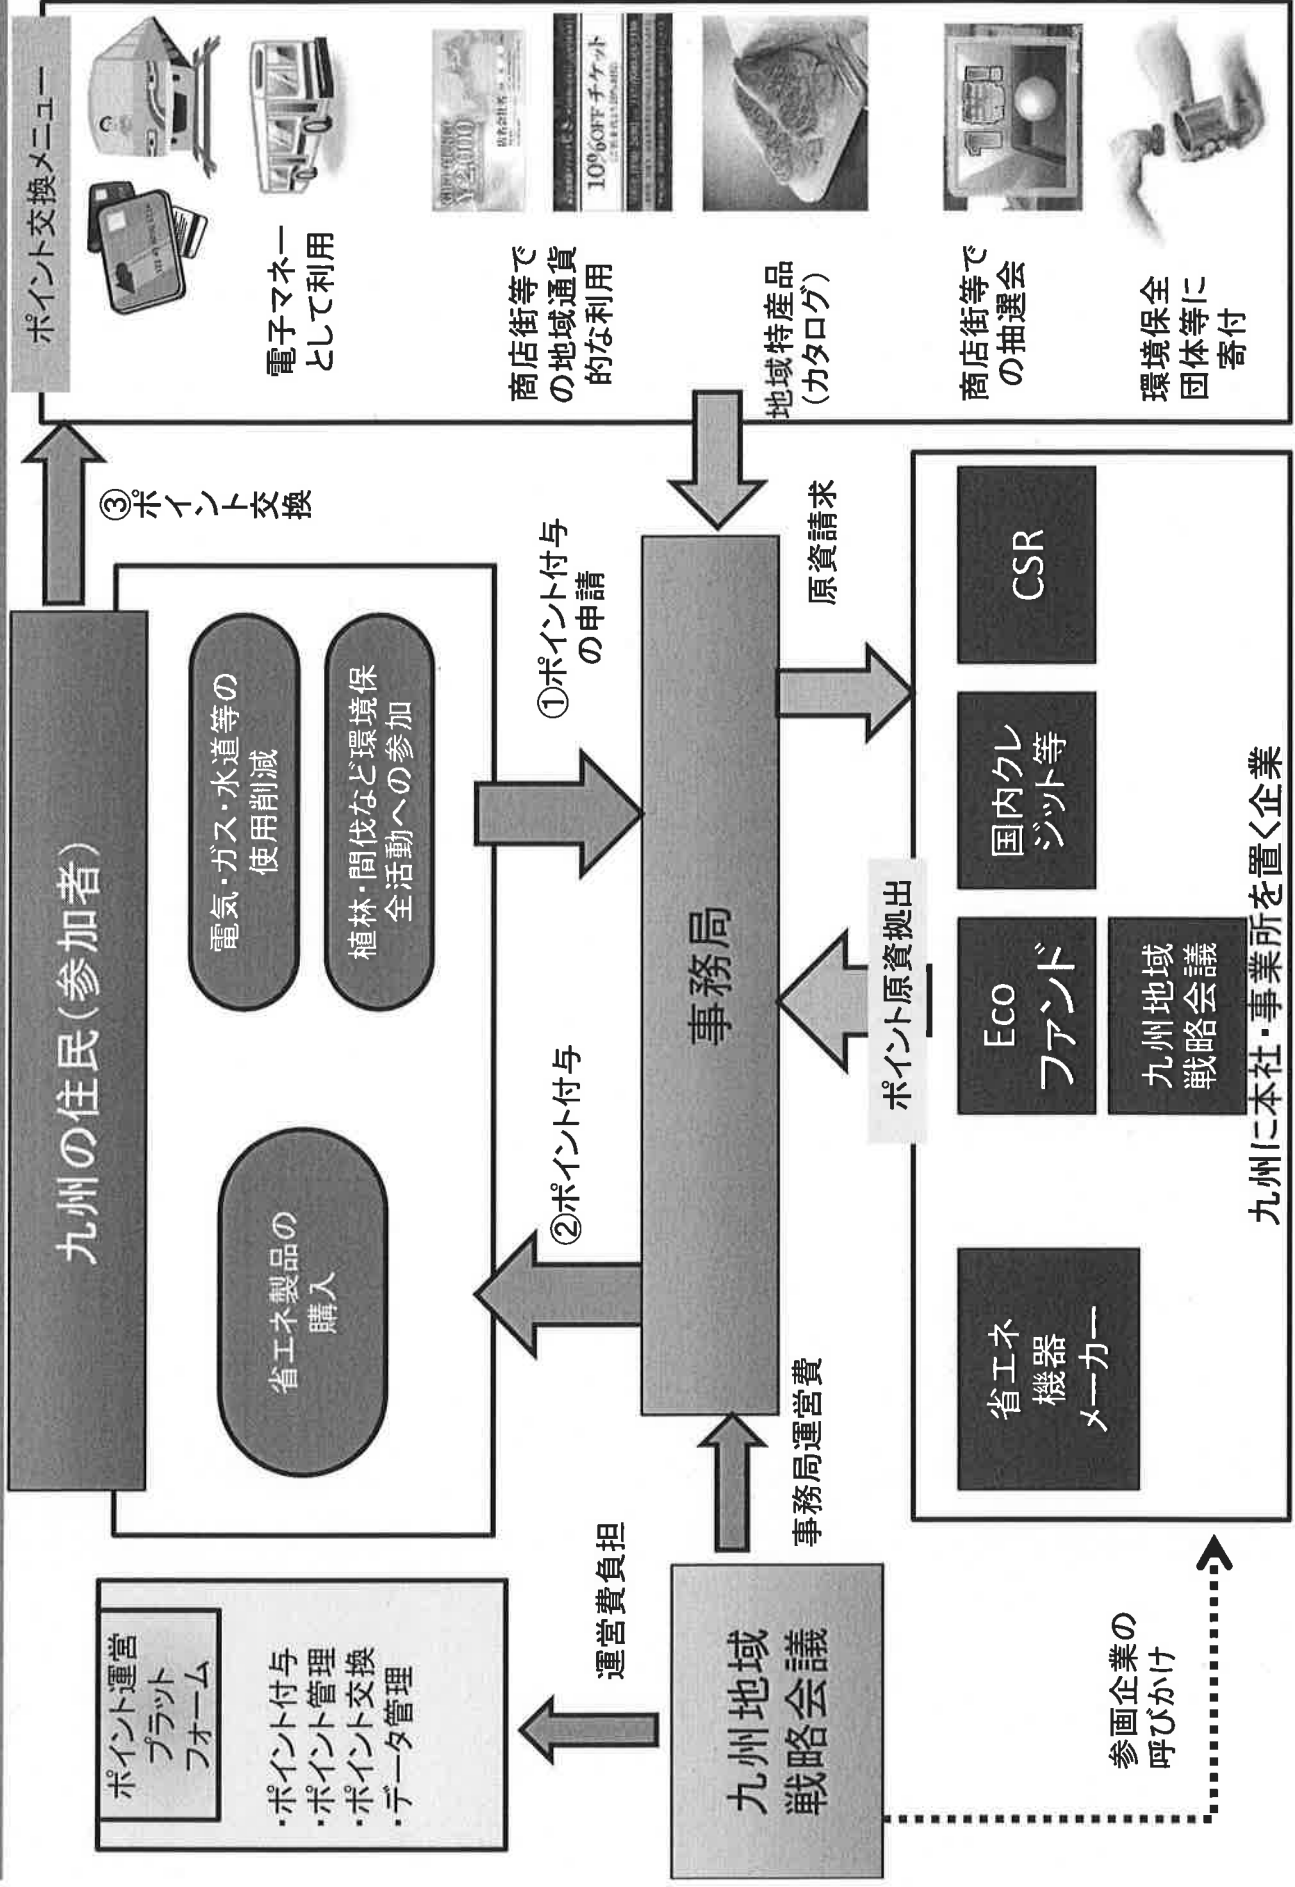 ポイント運営
プラット
フォーム
・ポイント付与
・ポイント管理
・ポイント交換
・データ管理
運営費負担
九州地域
戦略会議
事務局運営費
参画企業の
呼びかけ
九州の住民(参加者)
省エネ製品の
購入
電気・ガス・水道等の
使用削減
植林・間伐など環境保
全活動への参加
①ポイント付与
の申請
②ポイント付与
③ポイント交換
事務局
原資請求
ポイント原資拠出
省エネ
機器
メーカー
Eco
ファンド
国内クレ
ジット等
CSR
九州地域
戦略会議
九州に本社・事業所を置く企業
ポイント交換メニュー
電子マネー
として利用
商店街等で
の地域通貨
的な利用
¥2,000
10%OFFチケット
地域特産品
(カタログ)
商店街等で
の抽選会
環境保全
団体等に
寄付